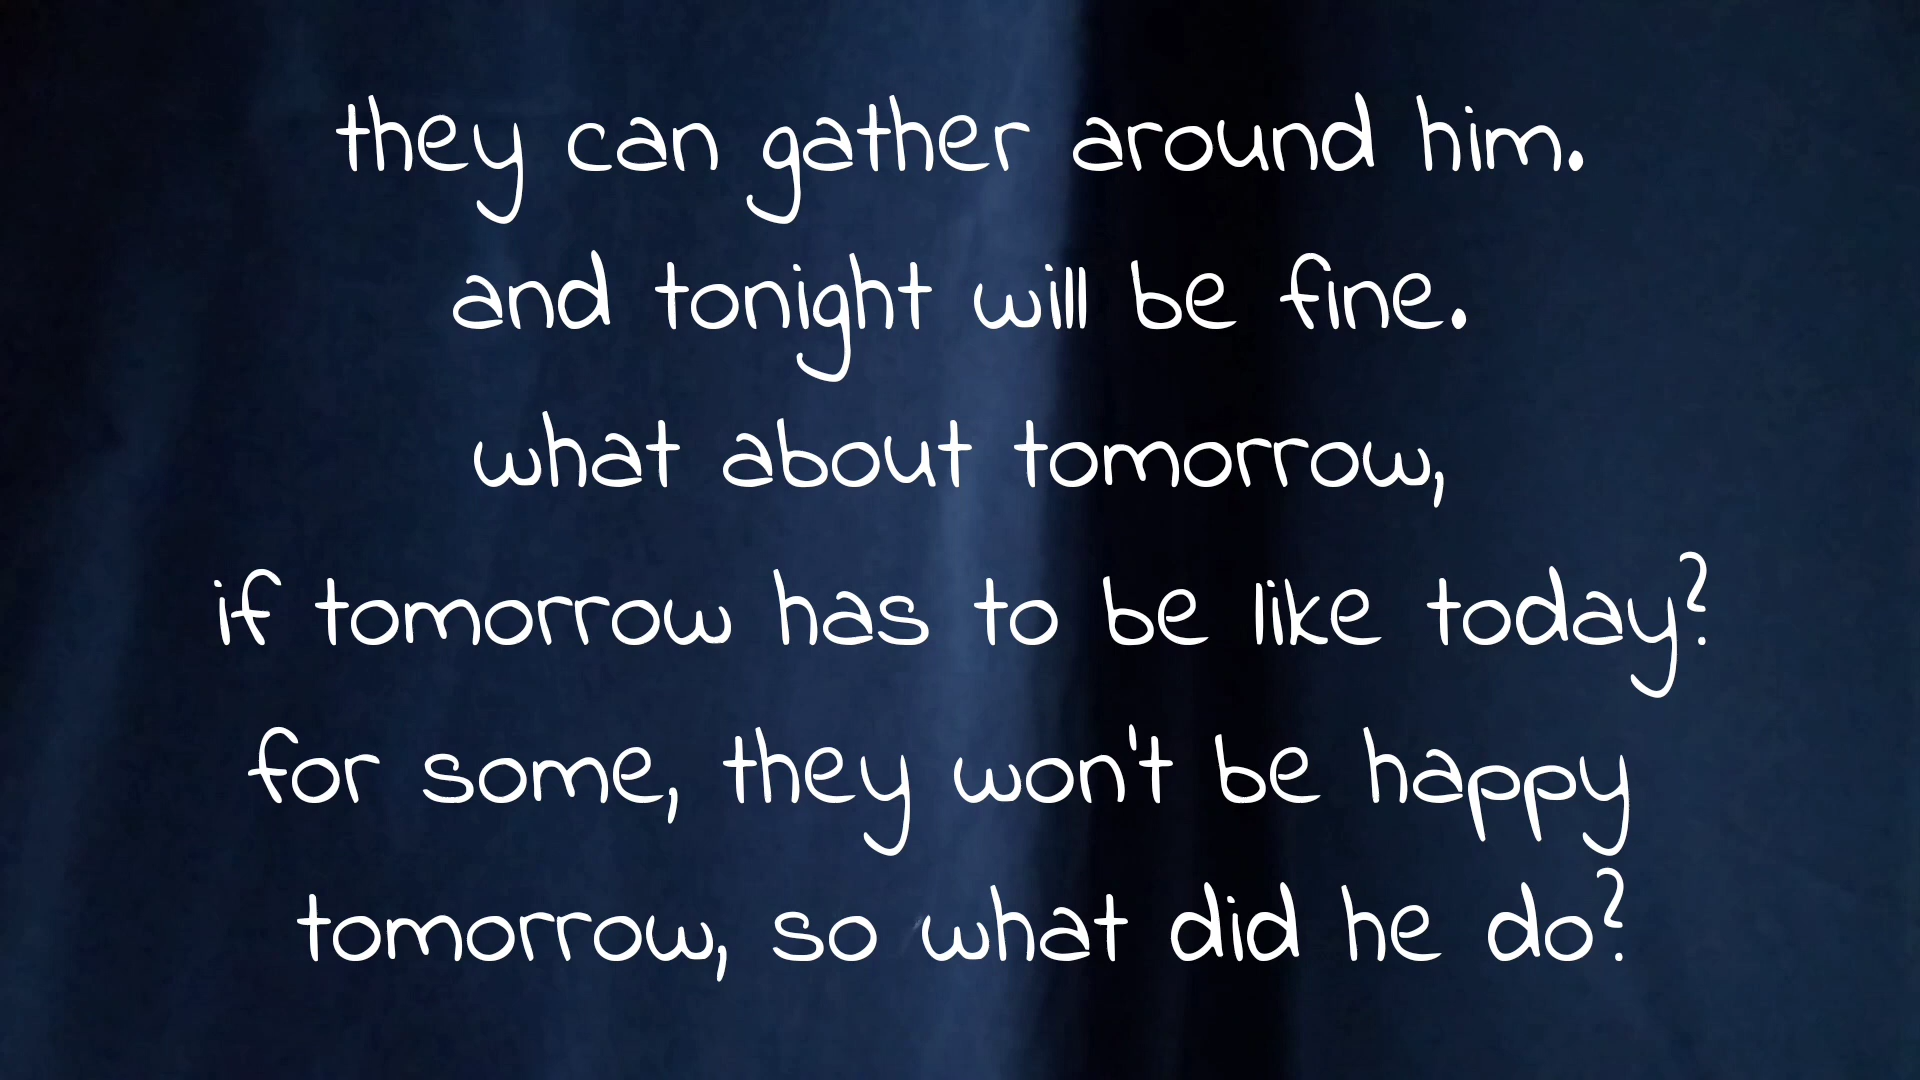 they can gather around him.
and tonight will be fine.
what about tomorrow,
if tomorrow has to be like today?
for some, they won't be happy
tomorrow, so what did he do?